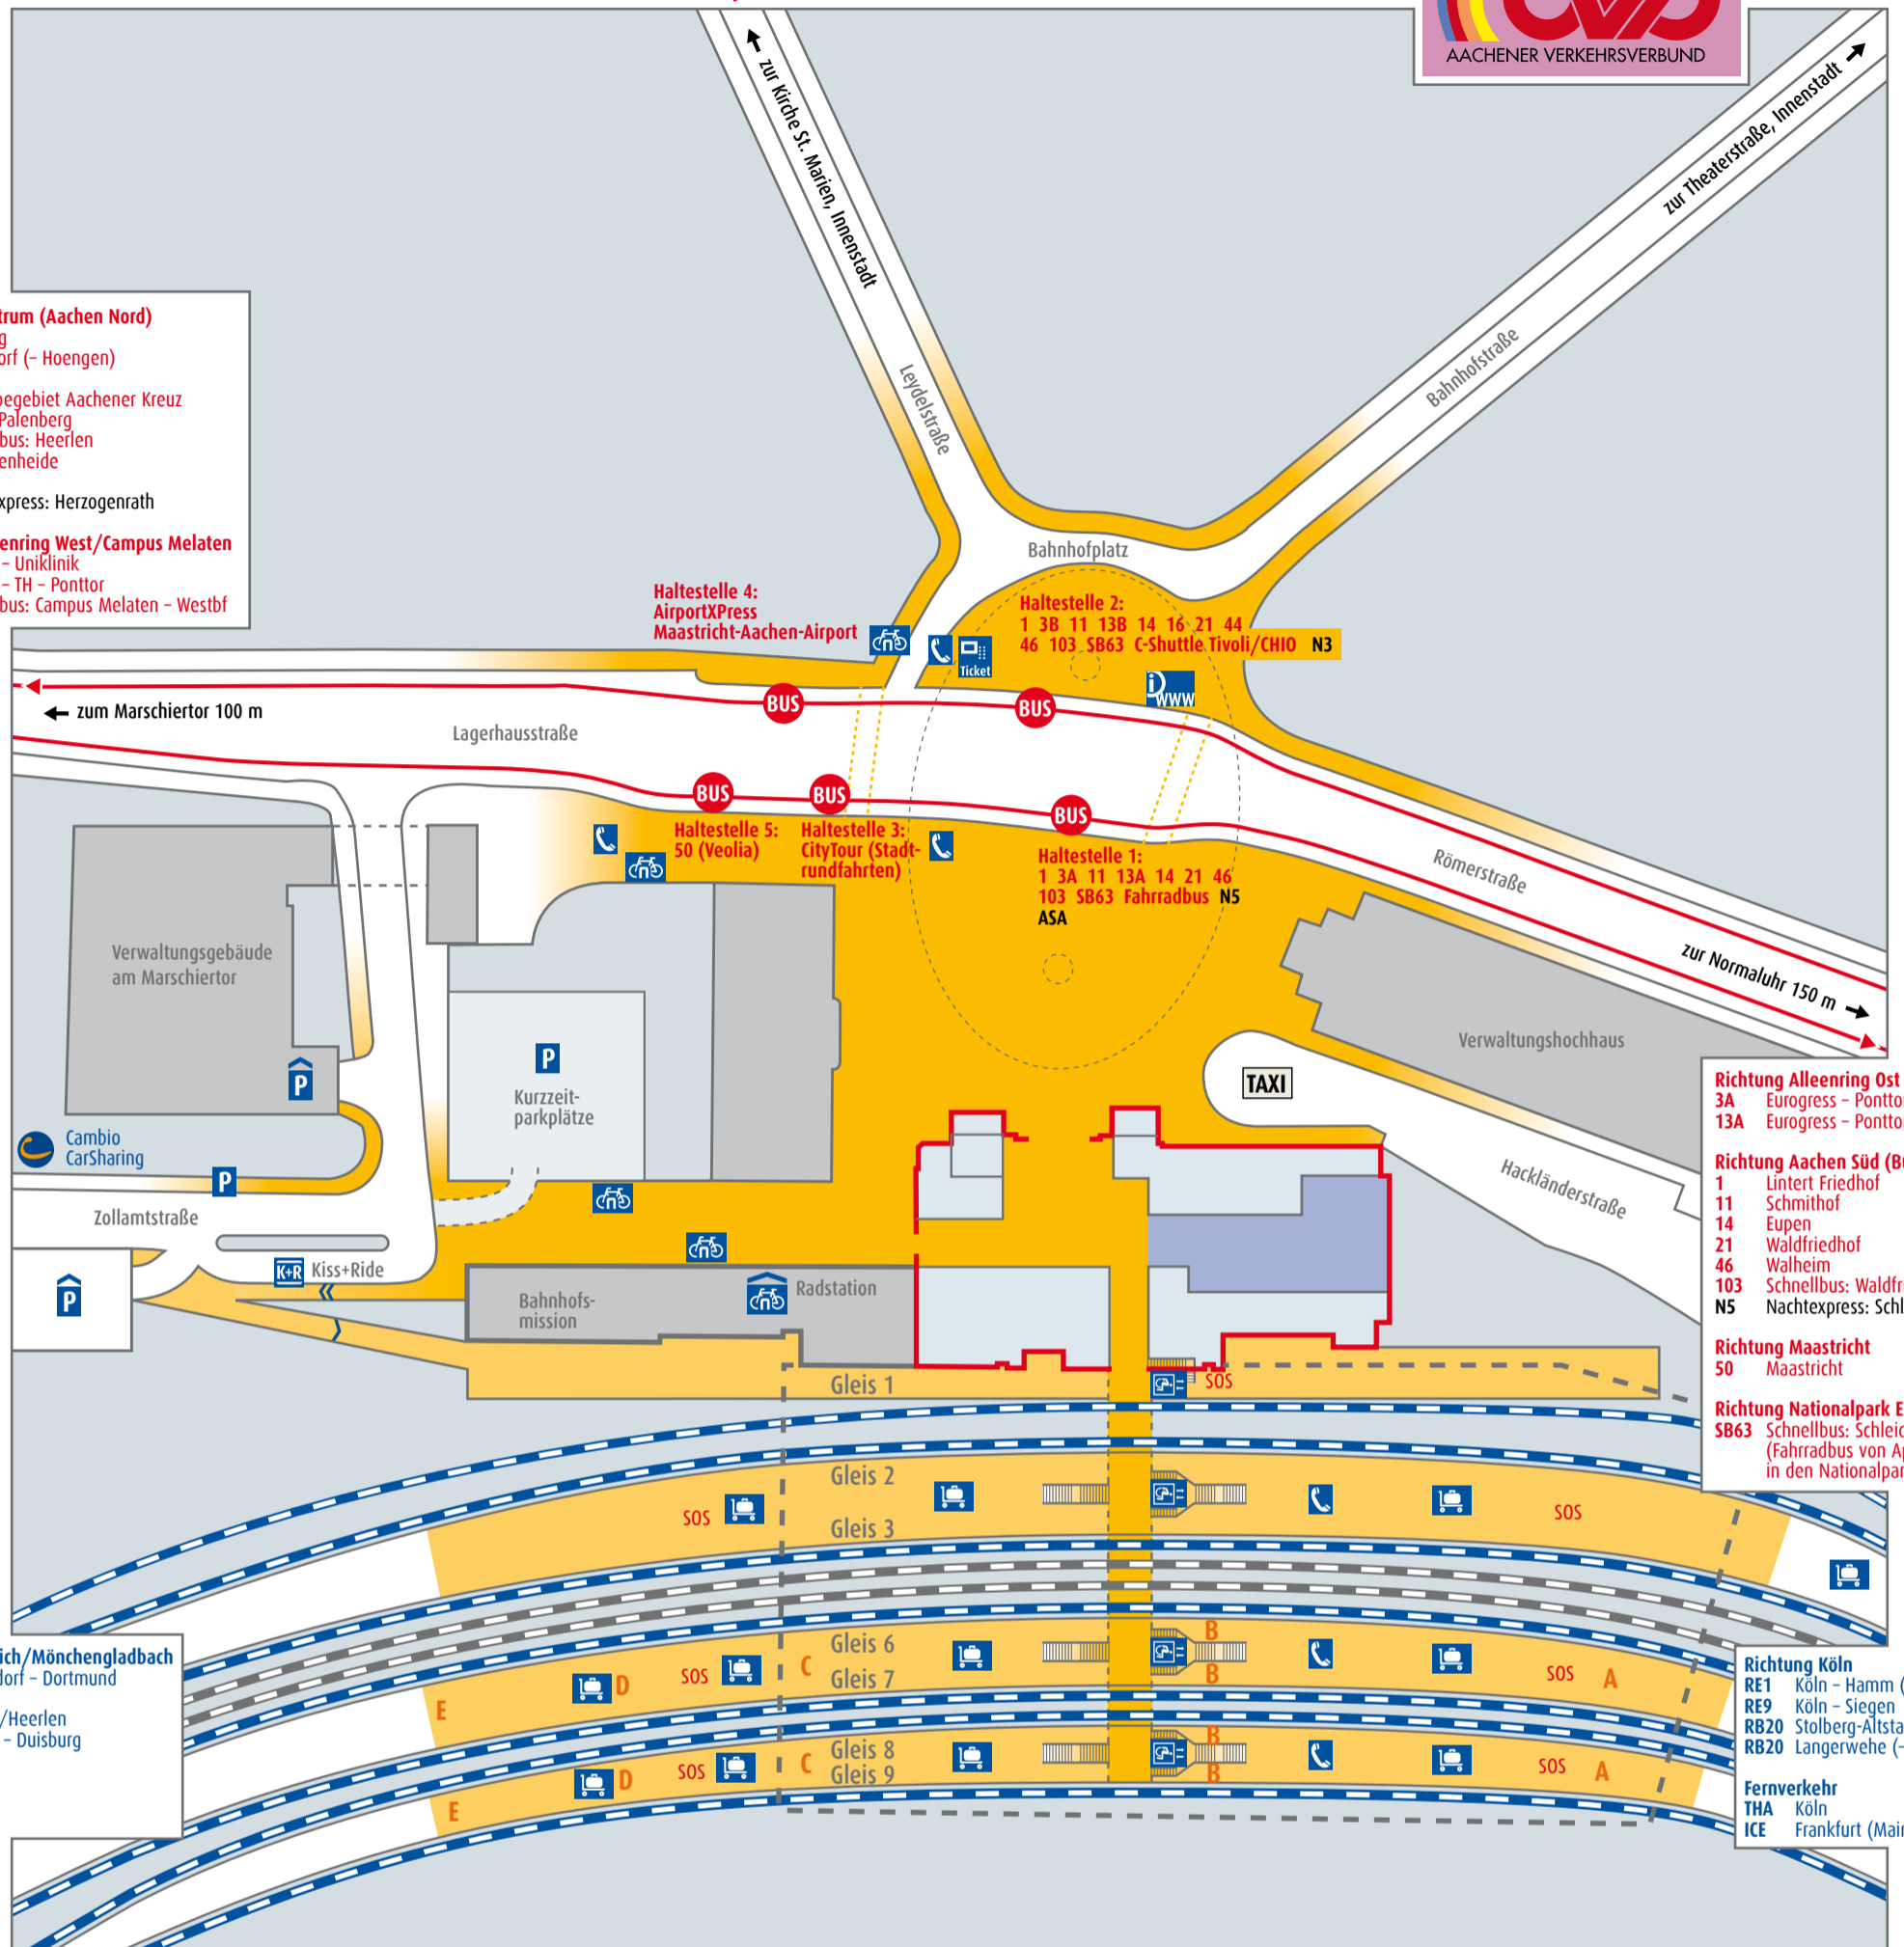 AACHENER VERKEHRSVERBUND
zur Kirche St. Marien, Innenstadt
zur Theaterstraße, Innenstadt
Leydelstraße
Bahnhofstraße
trum (Aachen Nord)
g
orf (– Hoengen)
begebiet Aachener Kreuz
Palenberg
bus: Heerlen
enheide
xpress: Herzogenrath
enring West/Campus Melaten
– Uniklinik
– TH – Ponttor
bus: Campus Melaten – Westbf
Bahnhofplatz
Haltestelle 4:
AirportXPress
Maastricht-Aachen-Airport
Haltestelle 2:
1 3B 11 13B 14 16 21 44
46 103 SB63 C-Shuttle Tivoli/CHIO N3
Ticket
i
www
BUS
BUS
zum Marschiertor 100 m
Lagerhausstraße
BUS
BUS
BUS
Haltestelle 5:
50 (Veolia)
Haltestelle 3:
CityTour (Stadt-
rundfahrten)
Haltestelle 1:
1 3A 11 13A 14 21 46
103 SB63 Fahrradbus N5
ASA
Römerstraße
zur Normaluhr 150 m
Verwaltungsgebäude
am Marschiertor
Verwaltungshochhaus
P
P
Kurzzeit-
parkplätze
TAXI
Cambio
CarSharing
P
Zollamtstraße
Hackländerstraße
K+R Kiss+Ride
P
Bahnhofs-
mission
Radstation
Richtung Alleenring Ost
3A Eurogress – Pontto
13A Eurogress – Ponttor
Richtung Aachen Süd (Bu
1 Lintert Friedhof
11 Schmithof
14 Eupen
21 Waldfriedhof
46 Walheim
103 Schnellbus: Waldfr
N5 Nachtexpress: Schl
Richtung Maastricht
50 Maastricht
Richtung Nationalpark E
SB63 Schnellbus: Schleid
(Fahrradbus von Ap
in den Nationalpar
Gleis 1
SOS
Gleis 2
SOS
SOS
Gleis 3
Gleis 6
B
D
SOS
C
Gleis 7
B
SOS
A
E
Gleis 8
B
D
SOS
C
Gleis 9
B
SOS
A
E
ich/Mönchengladbach
dorf – Dortmund
/Heerlen
– Duisburg
Richtung Köln
RE1 Köln – Hamm (
RE9 Köln – Siegen
RB20 Stolberg-Altsta
RB20 Langerwehe (–
Fernverkehr
THA Köln
ICE Frankfurt (Main